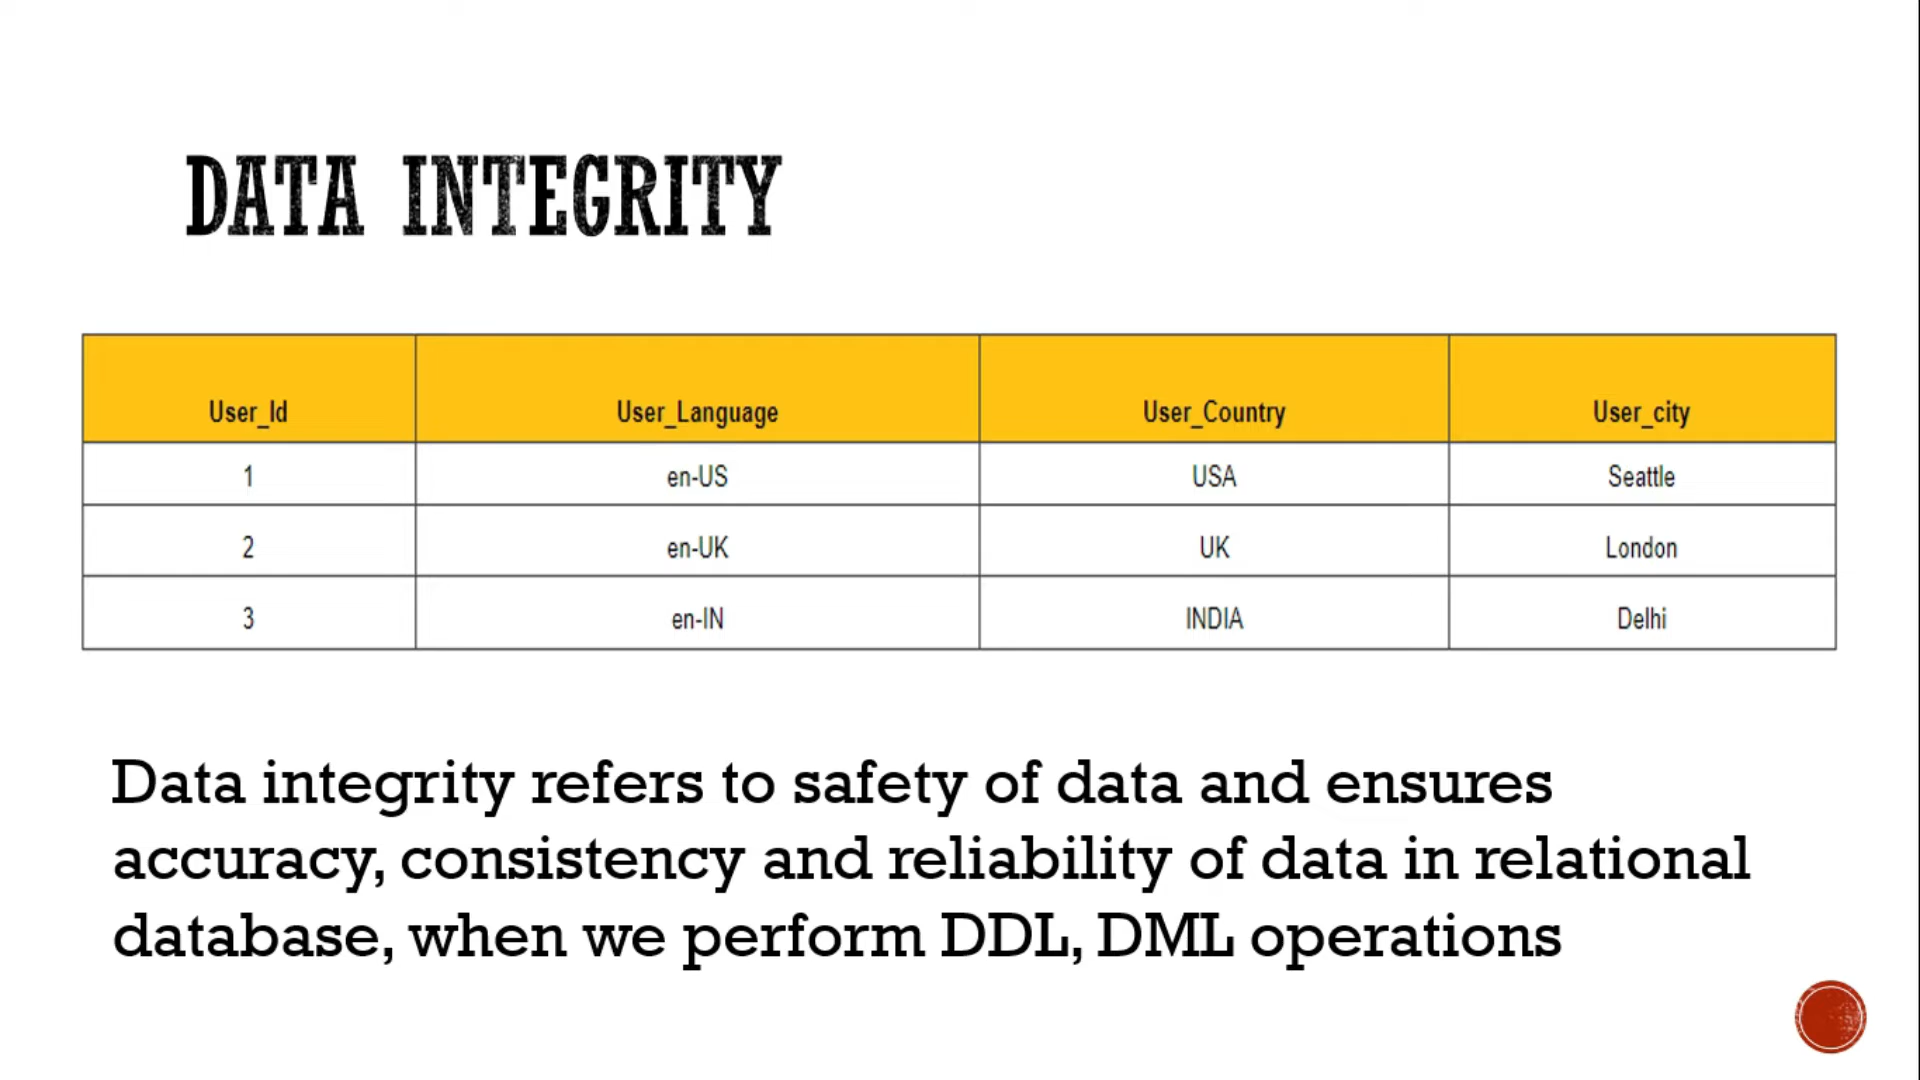 DATA INTEGRITY
User_Id User_Language User_Country User_city
1 en-US USA Seattle
2 en-UK UK London
3 en-IN INDIA Delhi
Data integrity refers to safety of data and ensures
accuracy, consistency and reliability of data in relational
database, when we perform DDL, DML operations